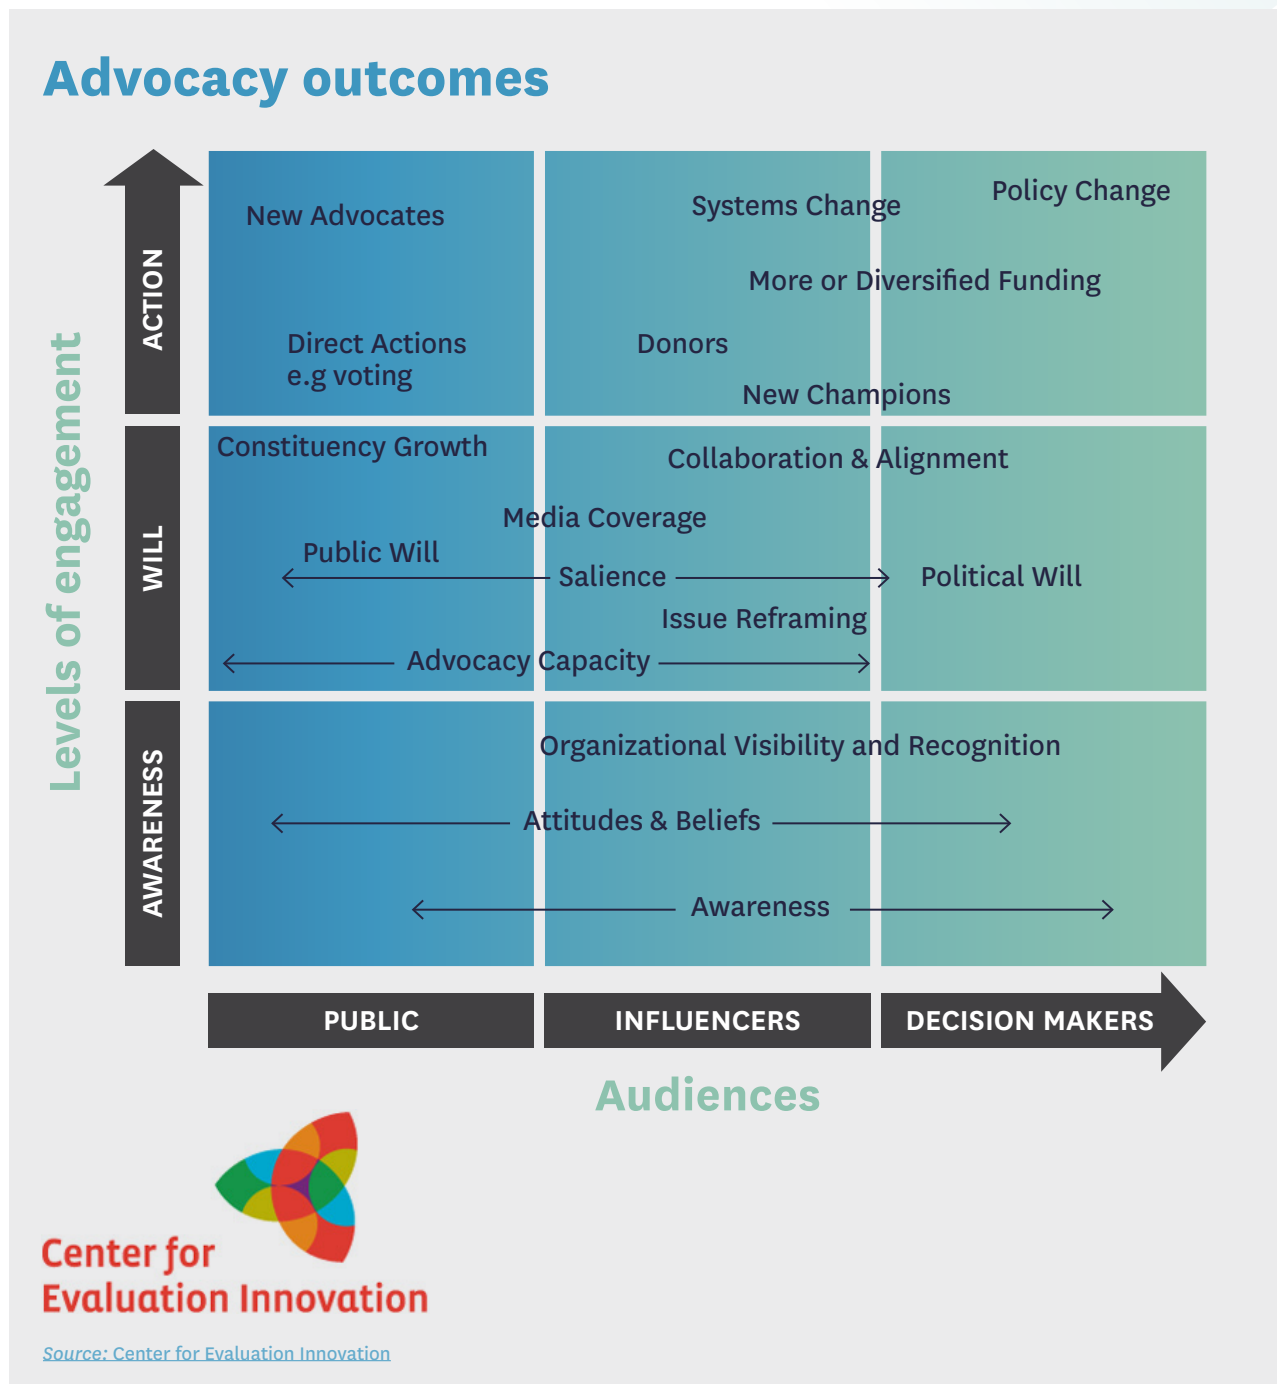 Advocacy outcomes
Levels of engagement
ACTION
New Advocates
Systems Change
Policy Change
More or Diversified Funding
Direct Actions
e.g voting
Donors
New Champions
WILL
Constituency Growth
Collaboration & Alignment
Media Coverage
Public Will
Salience
Political Will
Issue Reframing
Advocacy Capacity
AWARENESS
Organizational Visibility and Recognition
Attitudes & Beliefs
Awareness
PUBLIC
INFLUENCERS
DECISION MAKERS
Audiences
Center for
Evaluation Innovation
Source: Center for Evaluation Innovation